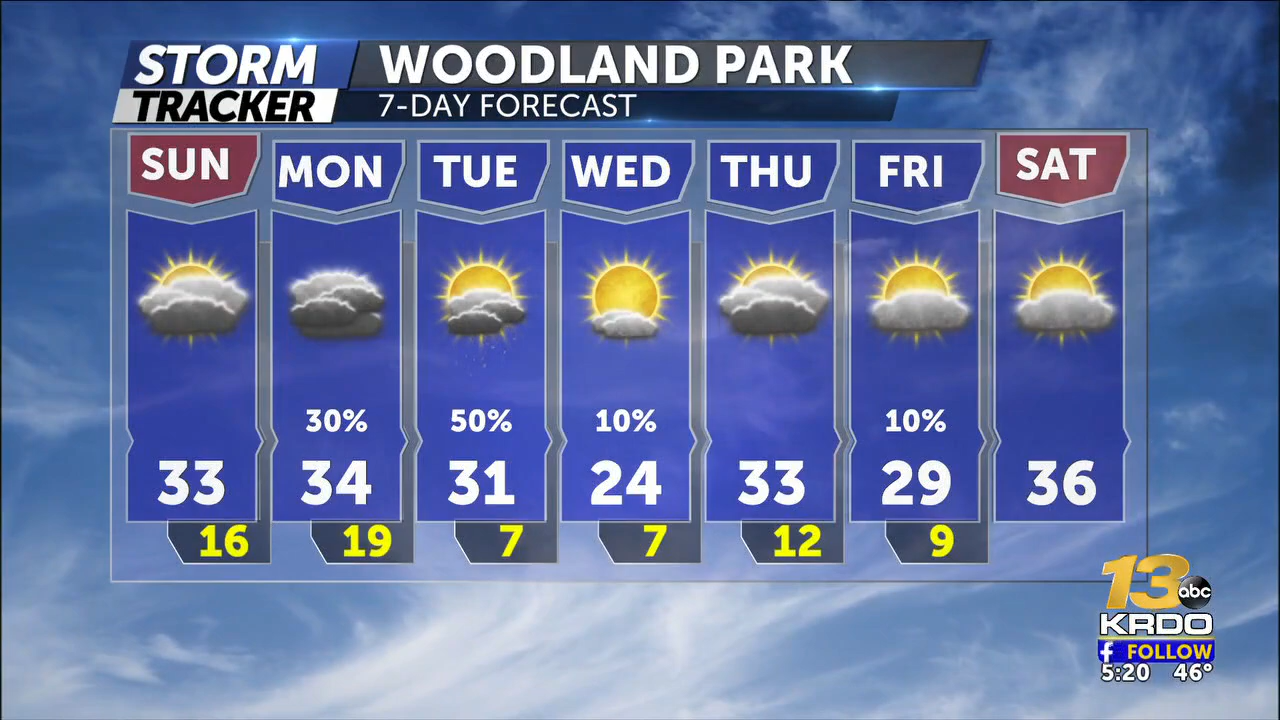 STORM
TRACKER
WOODLAND PARK
7-DAY FORECAST
SUN MON TUE WED THU FRI SAT
30% 50% 10% 10%
33 34 31 24 33 29 36
16 19 7 7 12 9
13 abc
KRDO
f FOLLOW
5:20 46°